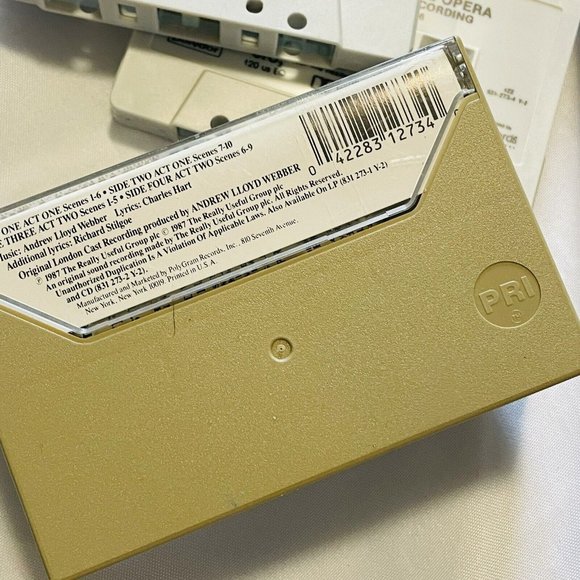 OPERA
CORDING
120 us EQ
ONE ACT ONE Scenes 1-6 • SIDE TWO ACT ONE Scenes 7-10
THREE ACT TWO Scenes 1-5 • SIDE FOUR ACT TWO Scenes 6-9
Music: Andrew Lloyd Webber Lyrics: Charles Hart
Additional lyrics: Richard Stilgoe
Original London Cast Recording produced by ANDREW LLOYD WEBBER
℗ 1987 The Really Useful Group plc © 1987 The Really Useful Group plc
An original sound recording made by The Really Useful Group plc. All Rights Reserved.
Unauthorized Duplication Is A Violation Of Applicable Laws. Also Available On LP (831 273-1 Y-2)
and CD (831 273-2 Y-2).
Manufactured and Marketed by PolyGram Records, Inc., 810 Seventh Avenue,
New York, New York 10019. Printed in U.S.A.
0 42283 12734
PRI